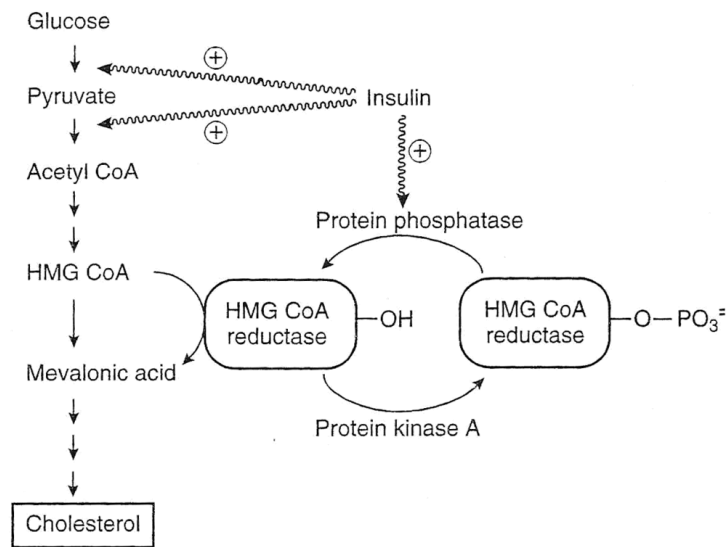 Glucose
+
Pyruvate
Insulin
+
+
Acetyl CoA
Protein phosphatase
HMG CoA
HMG CoA
reductase
-OH
HMG CoA
reductase
-O-PO₃=
Mevalonic acid
Protein kinase A
Cholesterol